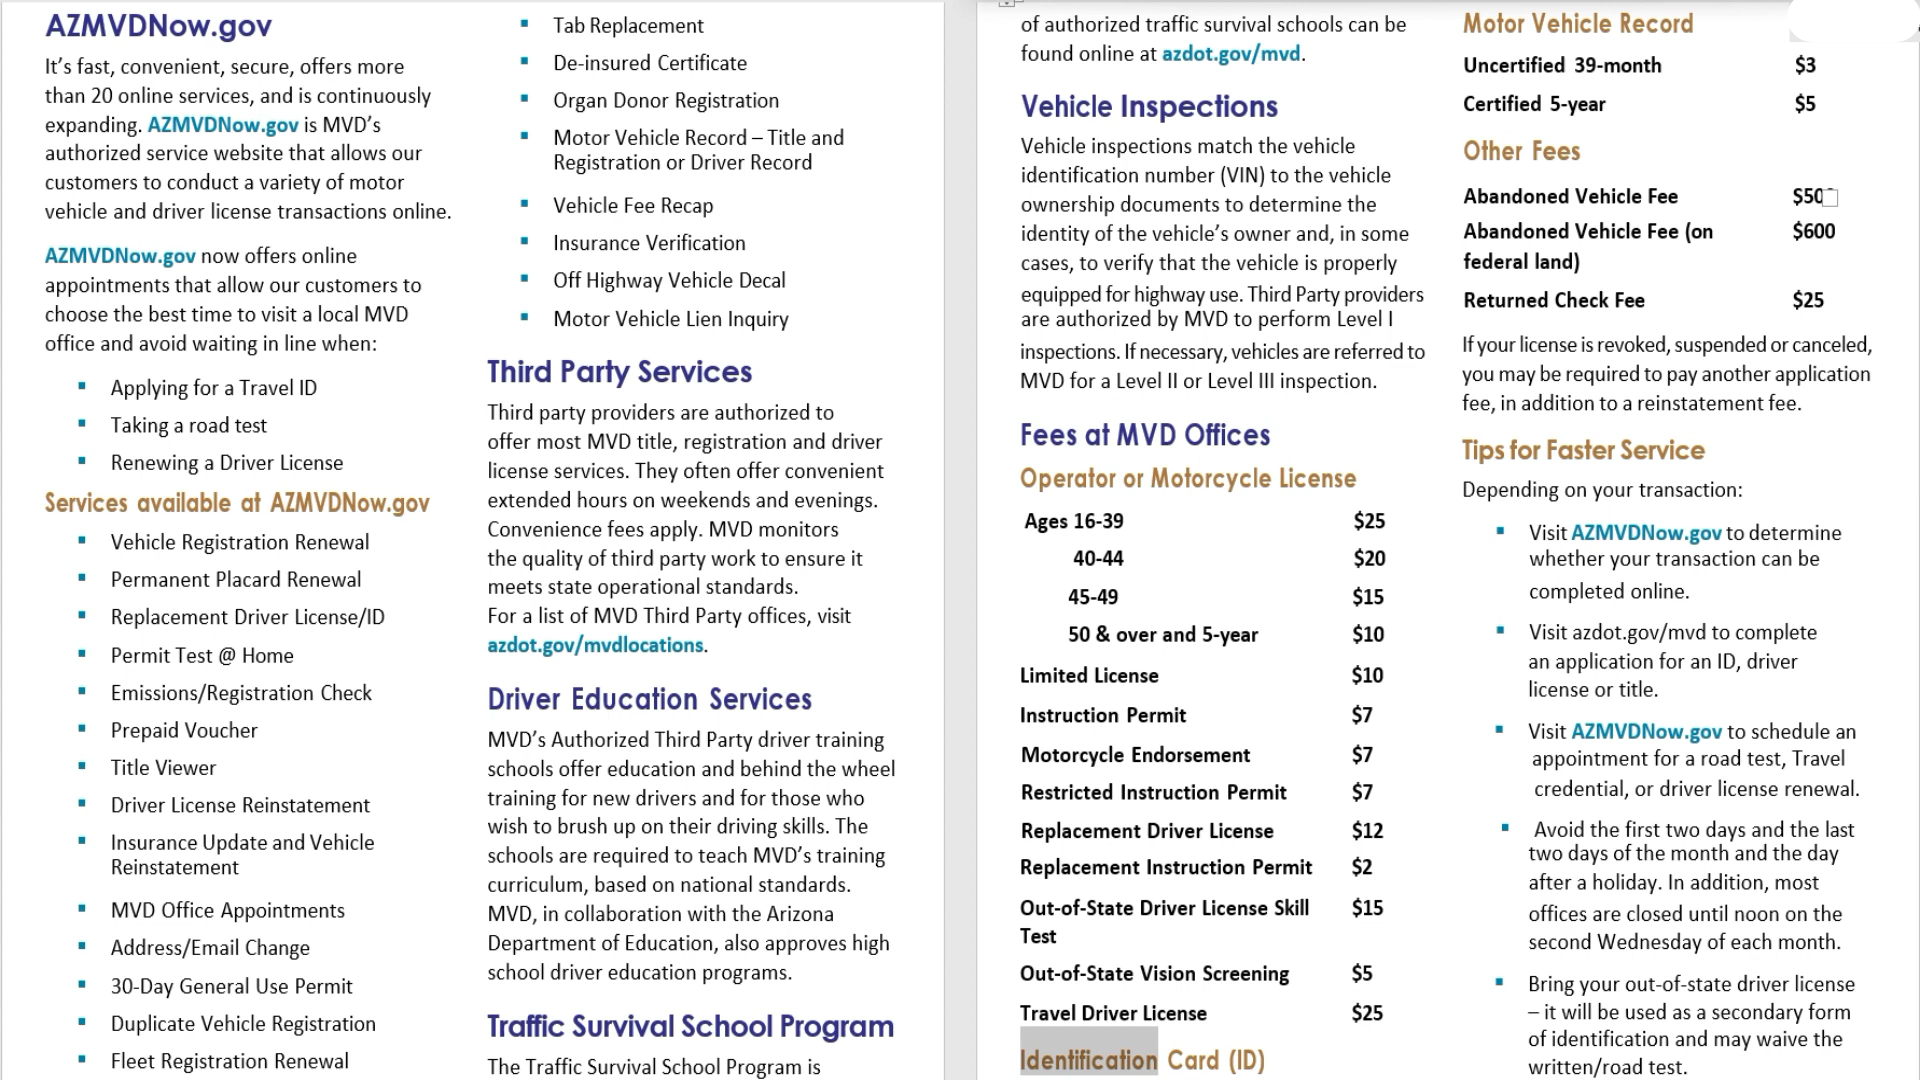 AZMVDNow.gov
It's fast, convenient, secure, offers more
than 20 online services, and is continuously
expanding. AZMVDNow.gov is MVD's
authorized service website that allows our
customers to conduct a variety of motor
vehicle and driver license transactions online.
AZMVDNow.gov now offers online
appointments that allow our customers to
choose the best time to visit a local MVD
office and avoid waiting in line when:
Applying for a Travel ID
Taking a road test
Renewing a Driver License
Services available at AZMVDNow.gov
Vehicle Registration Renewal
Permanent Placard Renewal
Replacement Driver License/ID
Permit Test @ Home
Emissions/Registration Check
Prepaid Voucher
Title Viewer
Driver License Reinstatement
Insurance Update and Vehicle
Reinstatement
MVD Office Appointments
Address/Email Change
30-Day General Use Permit
Duplicate Vehicle Registration
Fleet Registration Renewal
Tab Replacement
De-insured Certificate
Organ Donor Registration
Motor Vehicle Record – Title and
Registration or Driver Record
Vehicle Fee Recap
Insurance Verification
Off Highway Vehicle Decal
Motor Vehicle Lien Inquiry
Third Party Services
Third party providers are authorized to
offer most MVD title, registration and driver
license services. They often offer convenient
extended hours on weekends and evenings.
Convenience fees apply. MVD monitors
the quality of third party work to ensure it
meets state operational standards.
For a list of MVD Third Party offices, visit
azdot.gov/mvdlocations.
Driver Education Services
MVD's Authorized Third Party driver training
schools offer education and behind the wheel
training for new drivers and for those who
wish to brush up on their driving skills. The
schools are required to teach MVD's training
curriculum, based on national standards.
MVD, in collaboration with the Arizona
Department of Education, also approves high
school driver education programs.
Traffic Survival School Program
The Traffic Survival School Program is
of authorized traffic survival schools can be
found online at azdot.gov/mvd.
Vehicle Inspections
Vehicle inspections match the vehicle
identification number (VIN) to the vehicle
ownership documents to determine the
identity of the vehicle's owner and, in some
cases, to verify that the vehicle is properly
equipped for highway use. Third Party providers
are authorized by MVD to perform Level I
inspections. If necessary, vehicles are referred to
MVD for a Level II or Level III inspection.
Fees at MVD Offices
Operator or Motorcycle License
Ages 16-39 $25
40-44 $20
45-49 $15
50 & over and 5-year $10
Limited License $10
Instruction Permit $7
Motorcycle Endorsement $7
Restricted Instruction Permit $7
Replacement Driver License $12
Replacement Instruction Permit $2
Out-of-State Driver License Skill $15
Test
Out-of-State Vision Screening $5
Travel Driver License $25
Identification Card (ID)
Motor Vehicle Record
Uncertified 39-month $3
Certified 5-year $5
Other Fees
Abandoned Vehicle Fee
Abandoned Vehicle Fee (on $600
federal land)
Returned Check Fee $25
If your license is revoked, suspended or canceled,
you may be required to pay another application
fee, in addition to a reinstatement fee.
Tips for Faster Service
Depending on your transaction:
Visit AZMVDNow.gov to determine
whether your transaction can be
completed online.
Visit azdot.gov/mvd to complete
an application for an ID, driver
license or title.
Visit AZMVDNow.gov to schedule an
appointment for a road test, Travel
credential, or driver license renewal.
Avoid the first two days and the last
two days of the month and the day
after a holiday. In addition, most
offices are closed until noon on the
second Wednesday of each month.
Bring your out-of-state driver license
– it will be used as a secondary form
of identification and may waive the
written/road test.